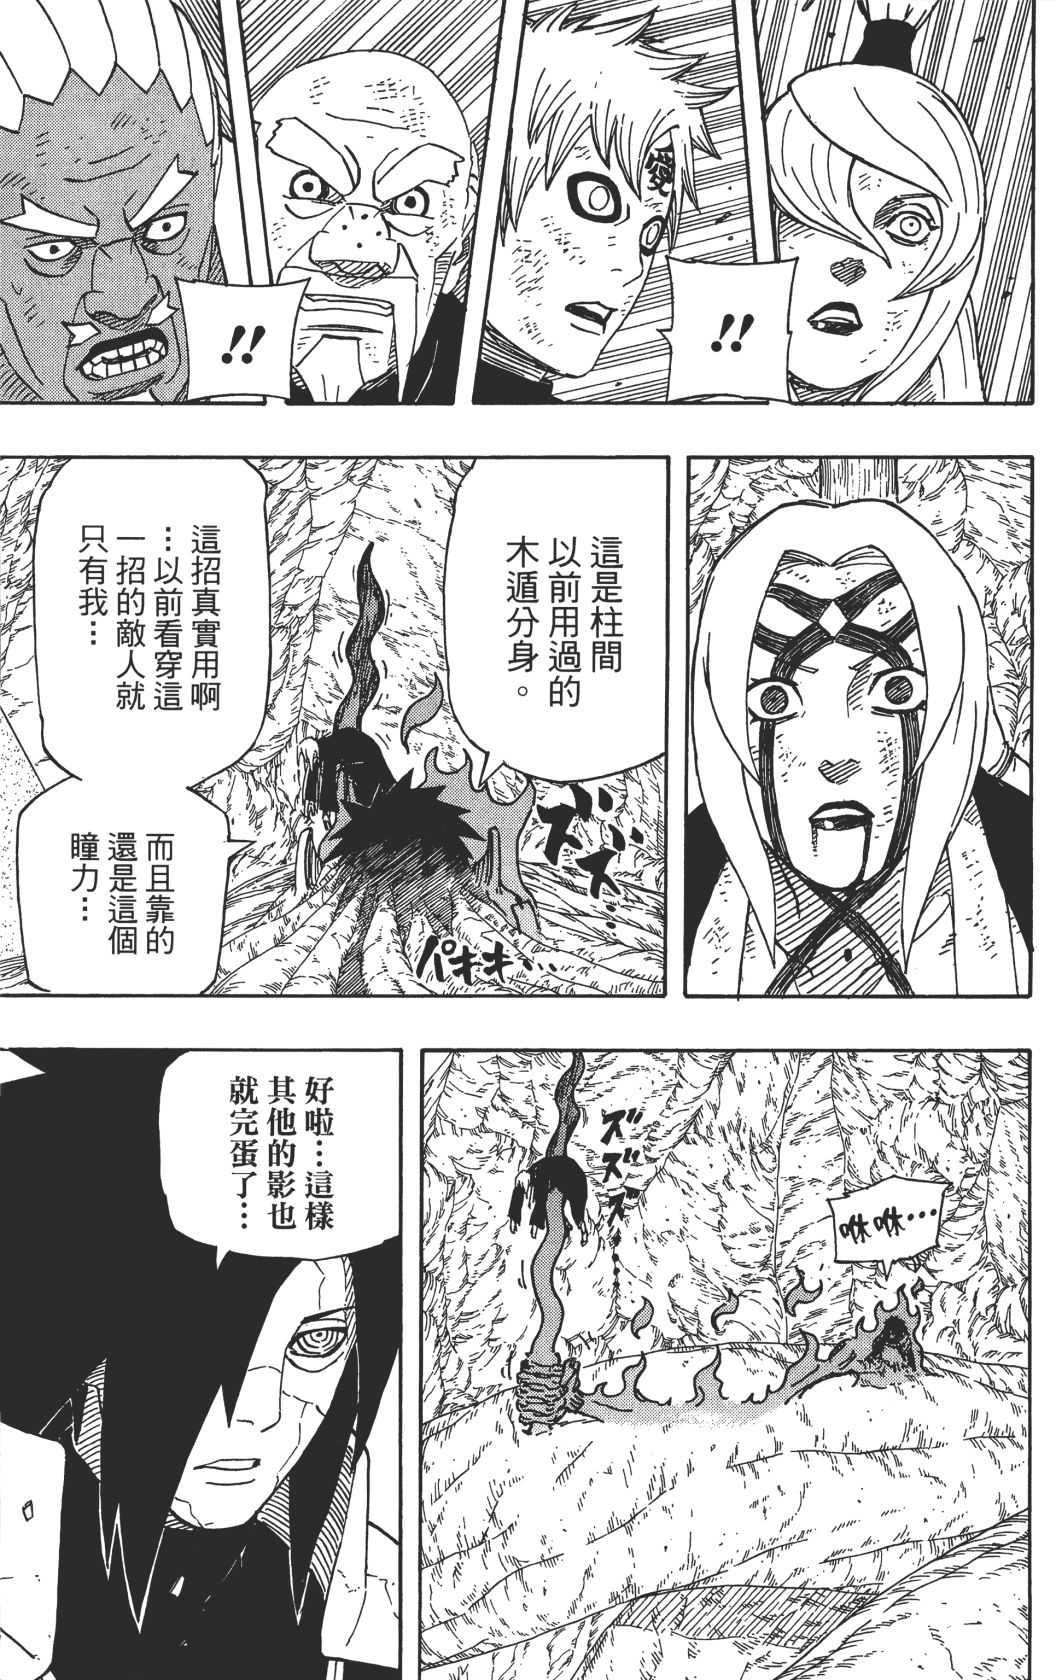 愛
!!
!!
這是柱間
以前用過的
木遁分身。
這招真實用啊
…以前看穿這
一招的敵人就
只有我…
而且靠的
還是這個
瞳力…
ズズズ…
パキキ…
咻咻…
ズズズ……
好啦…這樣
其他的影也
就完蛋了…